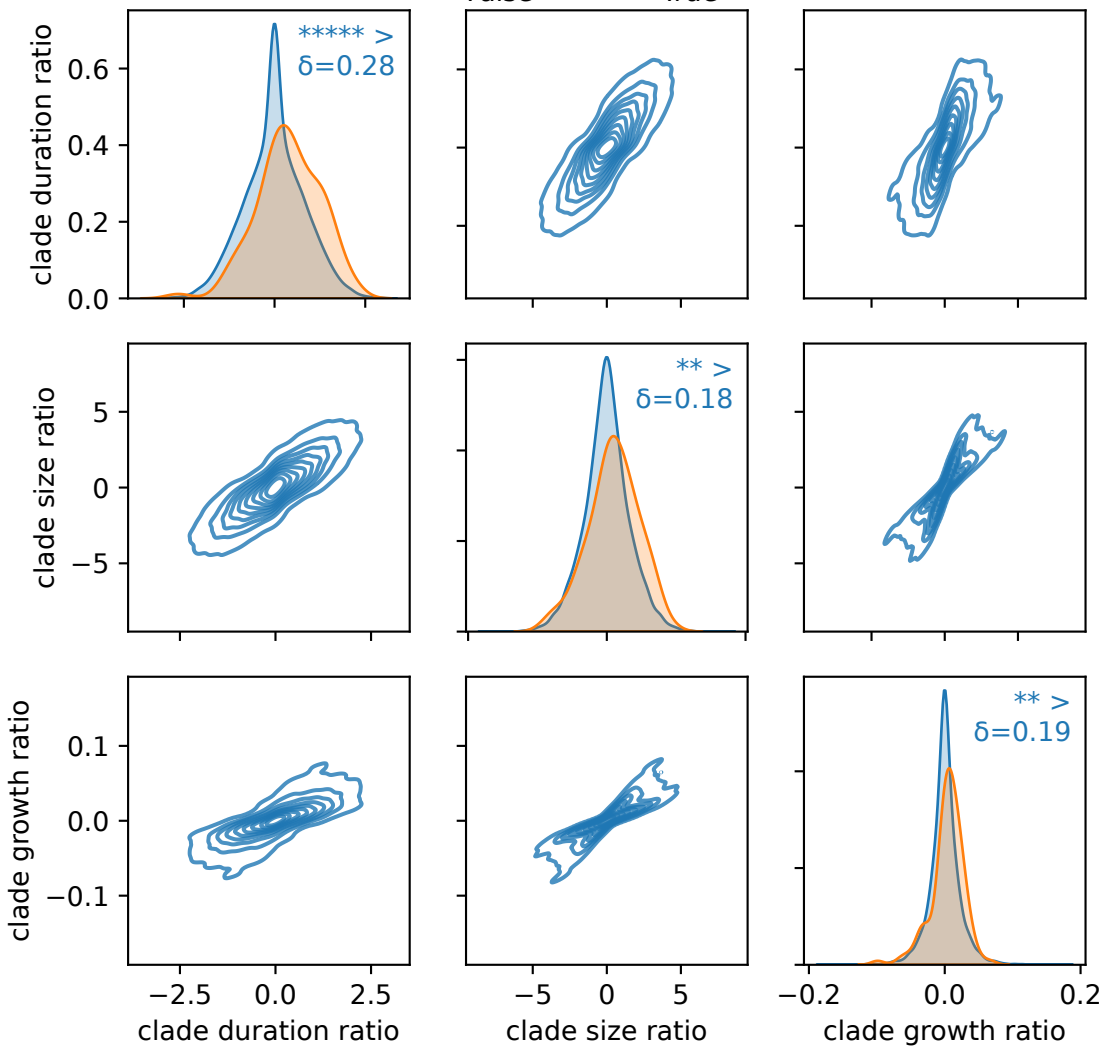 clade duration ratio
0.6
0.4
0.2
0.0
***** >
δ=0.28
clade size ratio
5
0
−5
** >
δ=0.18
clade growth ratio
0.1
0.0
−0.1
** >
δ=0.19
−2.5 0.0 2.5
−5 0 5
−0.2 0.0 0.2
clade duration ratio
clade size ratio
clade growth ratio